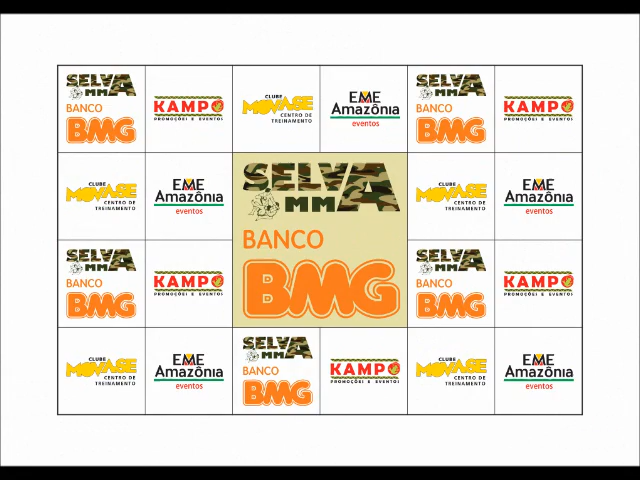 SELVA
MMA
BANCO
BMG
KAMPO
PROMOÇÕES E EVENTOS
CLUBE
MOVASE
CENTRO DE
TREINAMENTO
EME
Amazônia
eventos
SELVA
MMA
BANCO
BMG
KAMPO
PROMOÇÕES E EVENTOS
CLUBE
MOVASE
CENTRO DE
TREINAMENTO
EME
Amazônia
eventos
SELVA
MMA
BANCO
BMG
CLUBE
MOVASE
CENTRO DE
TREINAMENTO
EME
Amazônia
eventos
SELVA
MMA
BANCO
BMG
KAMPO
PROMOÇÕES E EVENTOS
SELVA
MMA
BANCO
BMG
KAMPO
PROMOÇÕES E EVENTOS
CLUBE
MOVASE
CENTRO DE
TREINAMENTO
EME
Amazônia
eventos
SELVA
MMA
BANCO
BMG
KAMPO
PROMOÇÕES E EVENTOS
CLUBE
MOVASE
CENTRO DE
TREINAMENTO
EME
Amazônia
eventos